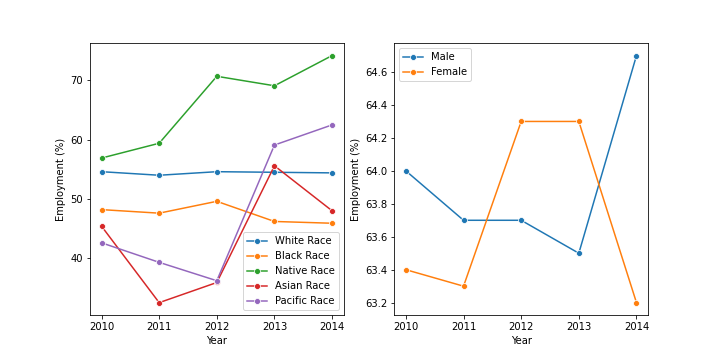 Employment (%)
70
60
50
40
2010 2011 2012 2013 2014
Year
White Race
Black Race
Native Race
Asian Race
Pacific Race
Employment (%)
64.6
64.4
64.2
64.0
63.8
63.6
63.4
63.2
2010 2011 2012 2013 2014
Year
Male
Female